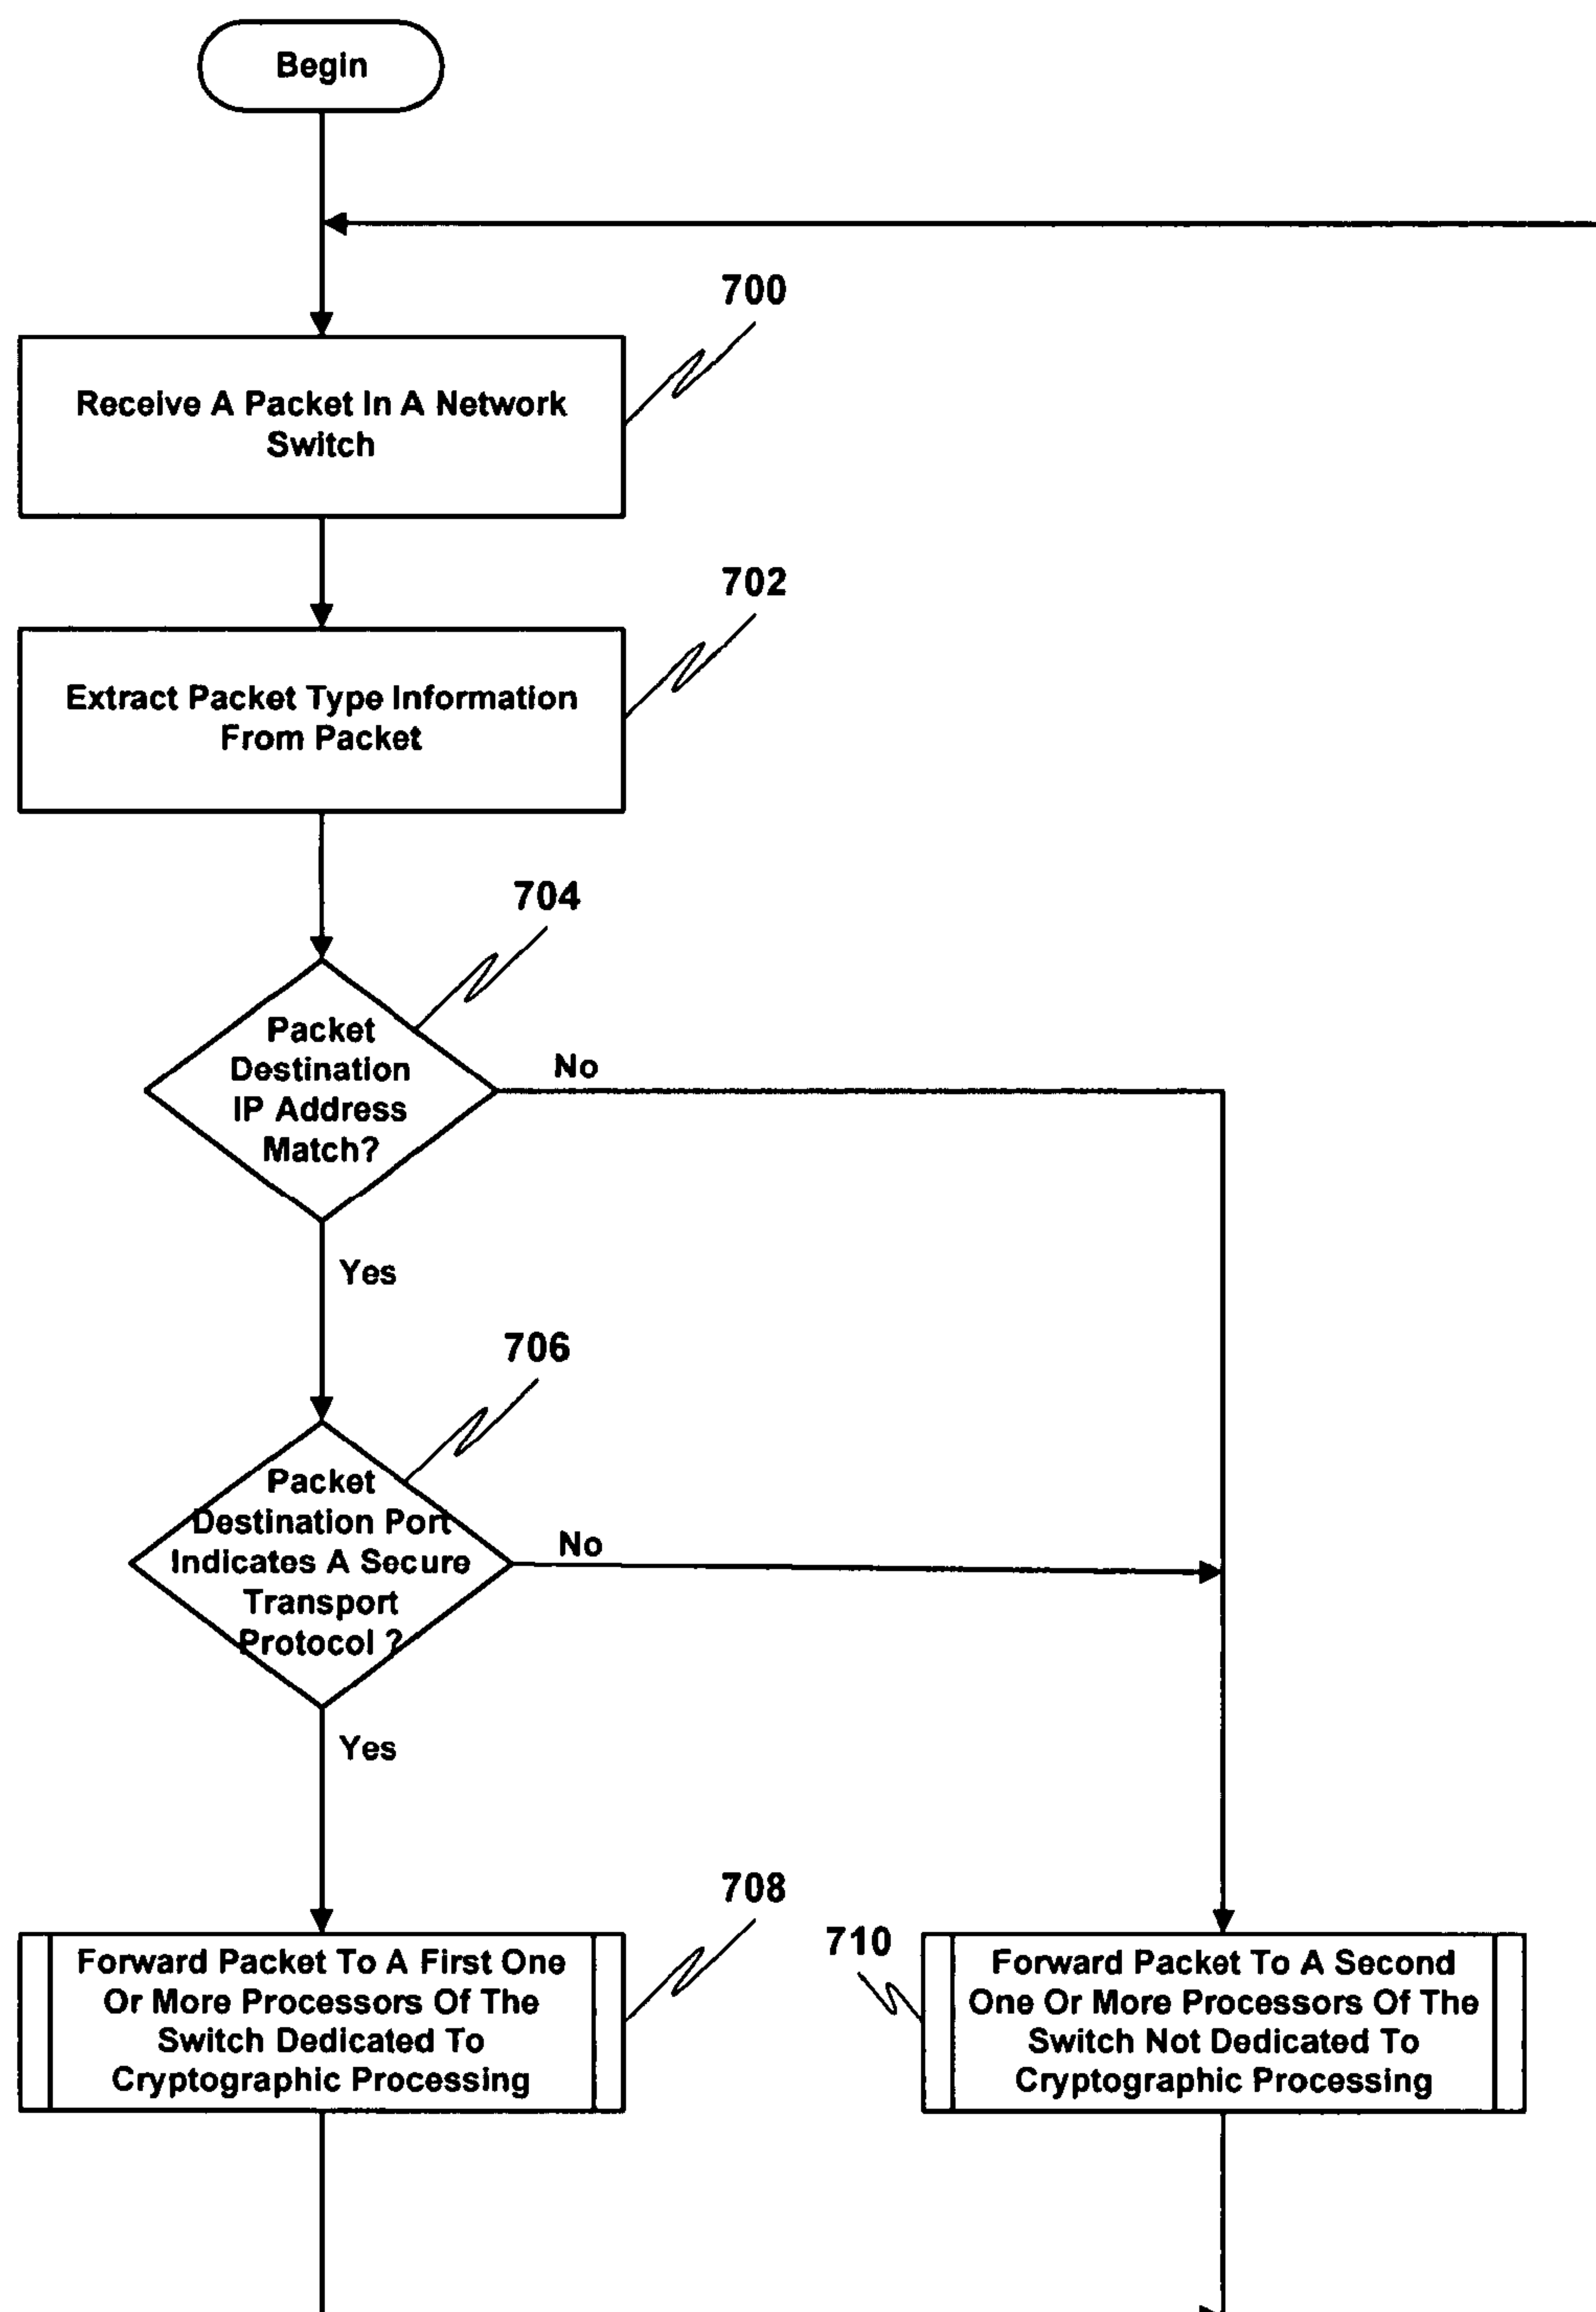 Begin
700
Receive A Packet In A Network
Switch
702
Extract Packet Type Information
From Packet
704
Packet
Destination
IP Address
Match?
No
Yes
706
Packet
Destination Port
Indicates A Secure
Transport
Protocol ?
No
Yes
708
Forward Packet To A First One
Or More Processors Of The
Switch Dedicated To
Cryptographic Processing
710
Forward Packet To A Second
One Or More Processors Of The
Switch Not Dedicated To
Cryptographic Processing